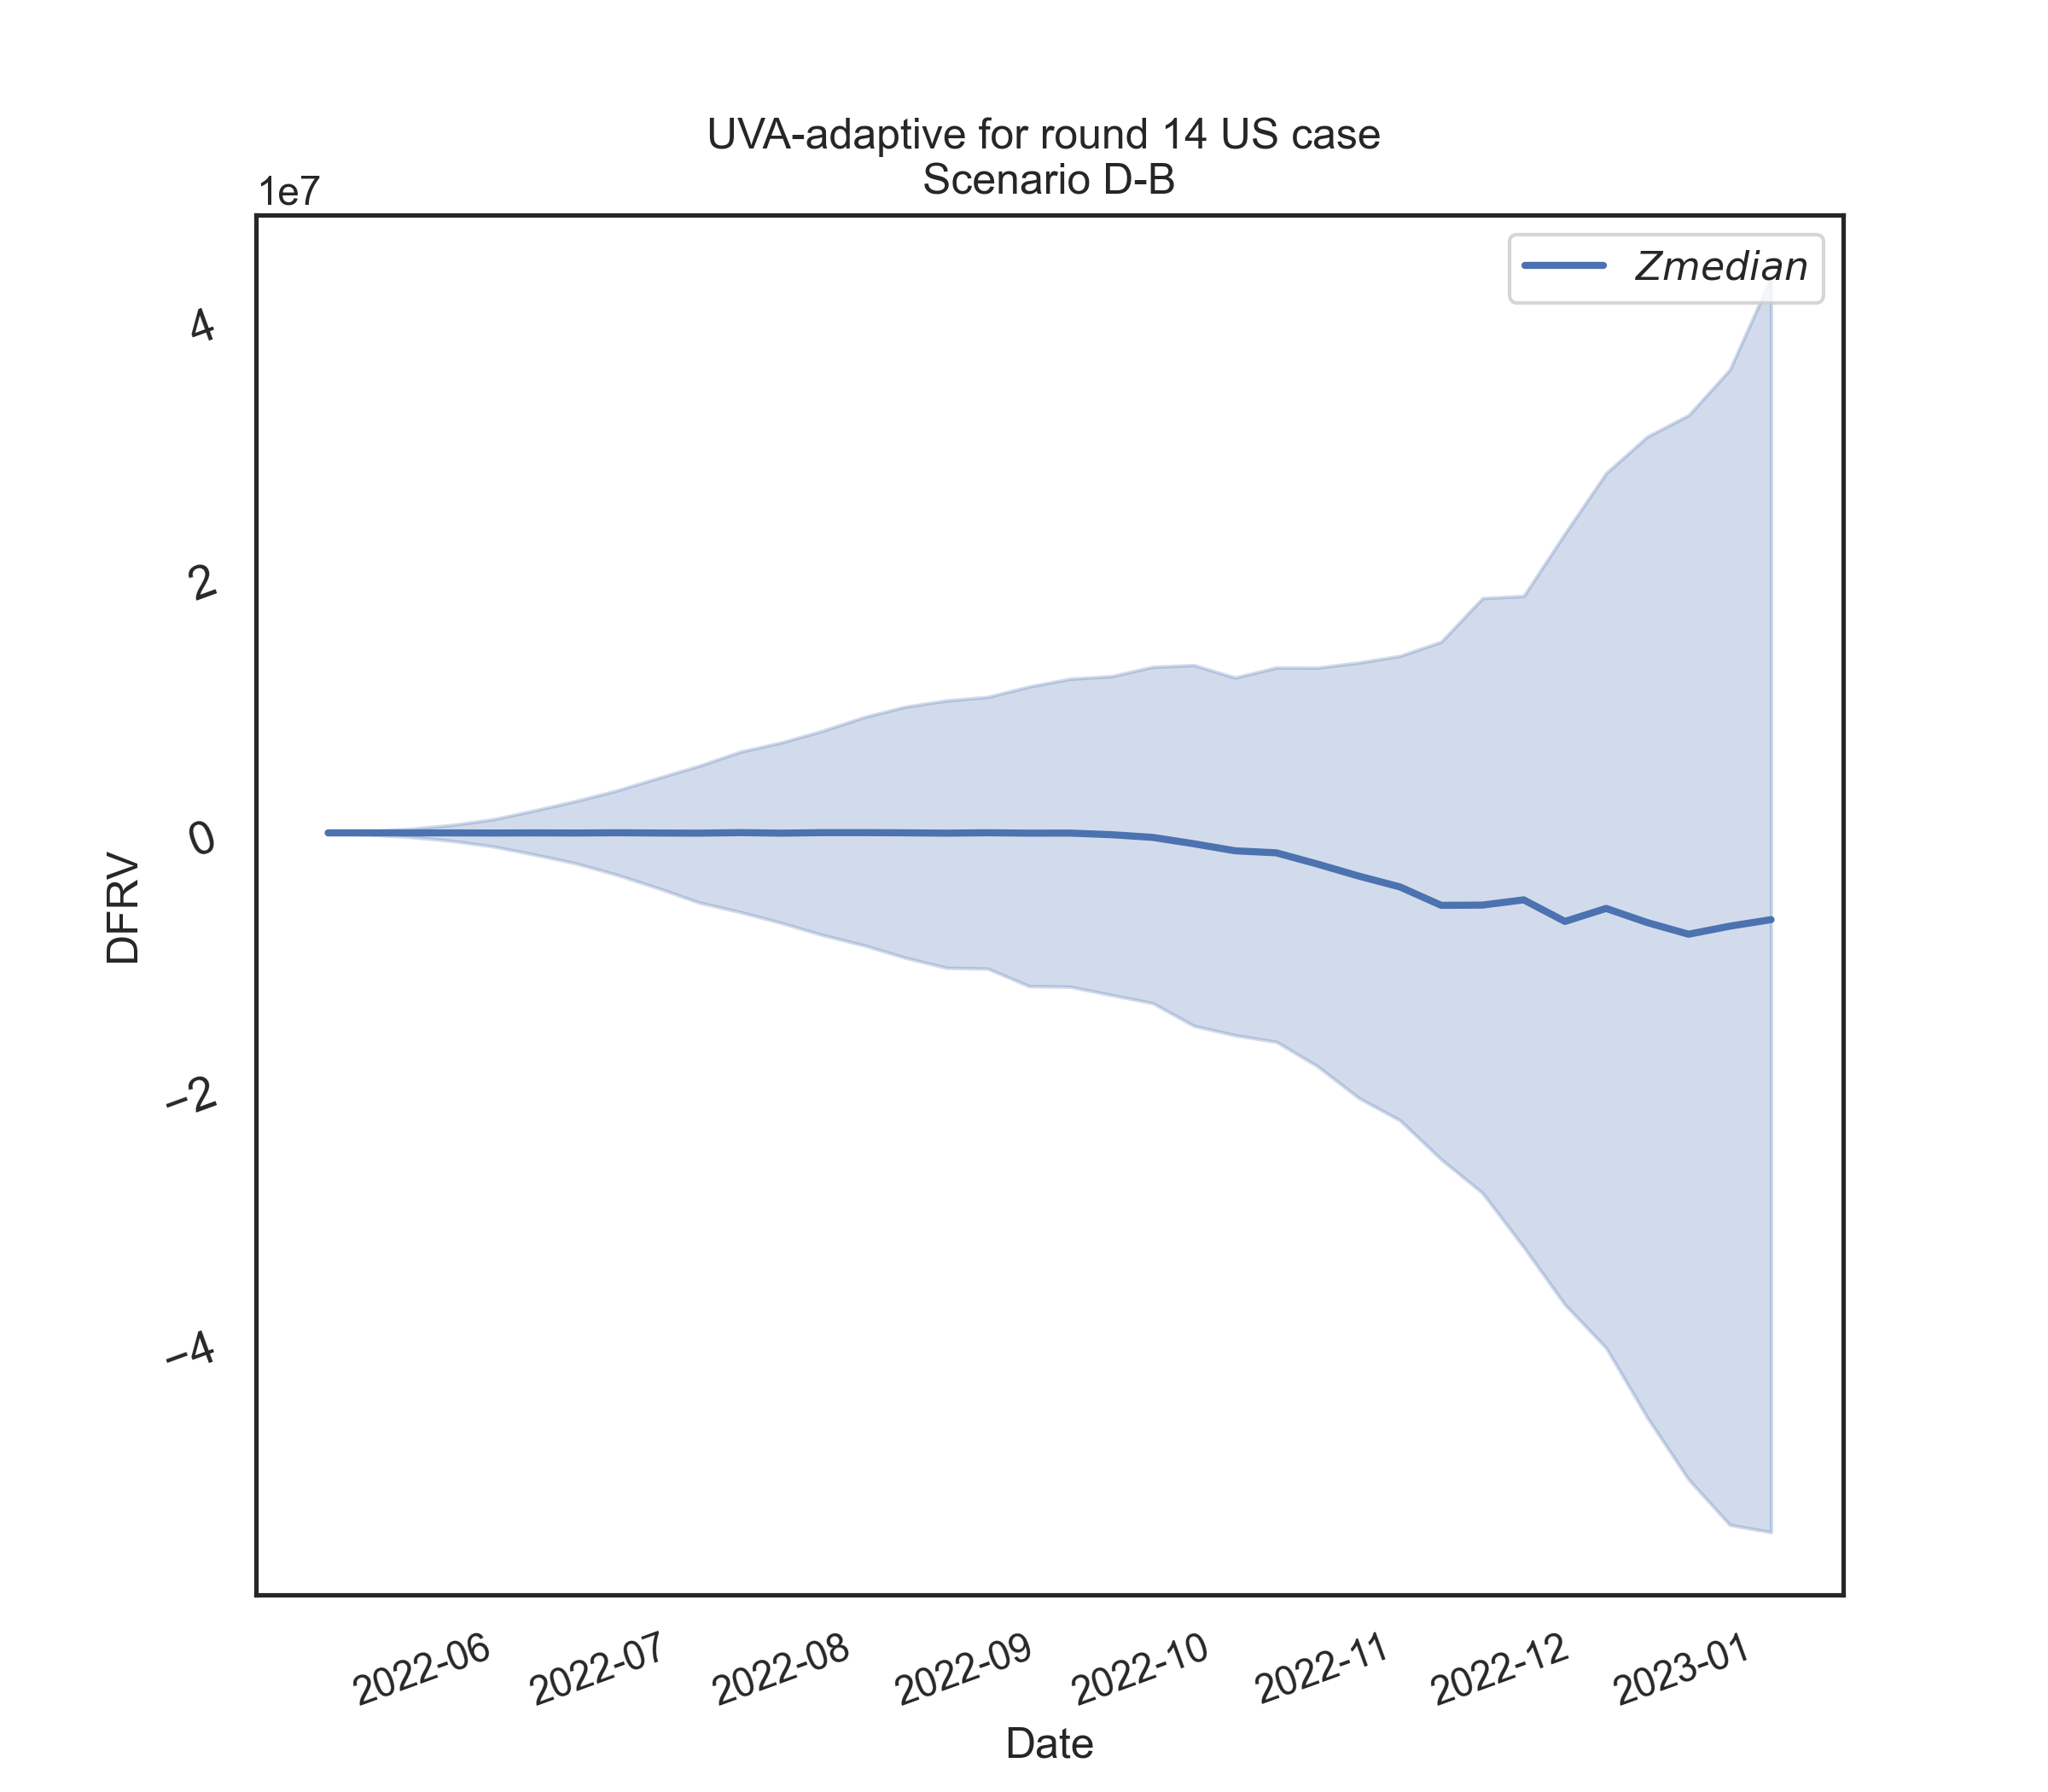 UVA-adaptive for round 14 US case
Scenario D-B
1e7
Zmedian
4
2
0
−2
−4
DFRV
2022-06
2022-07
2022-08
2022-09
2022-10
2022-11
2022-12
2023-01
Date